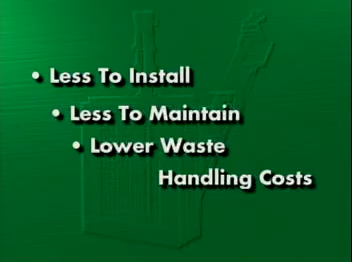 • Less To Install
• Less To Maintain
• Lower Waste
Handling Costs